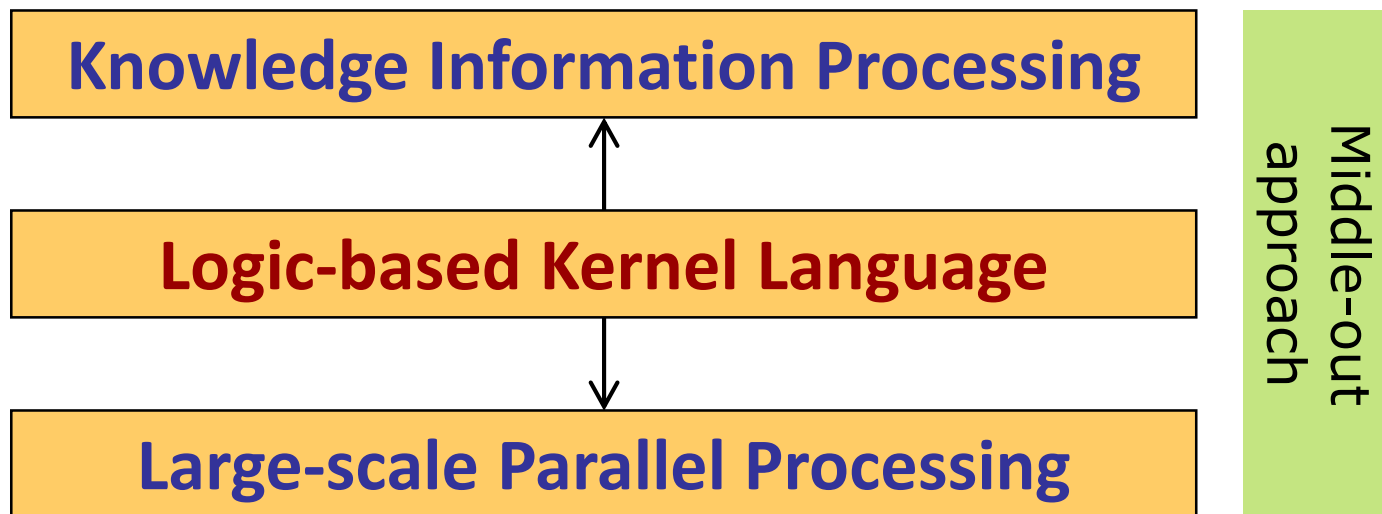 Knowledge Information Processing
Logic-based Kernel Language
Large-scale Parallel Processing
Middle-out
approach